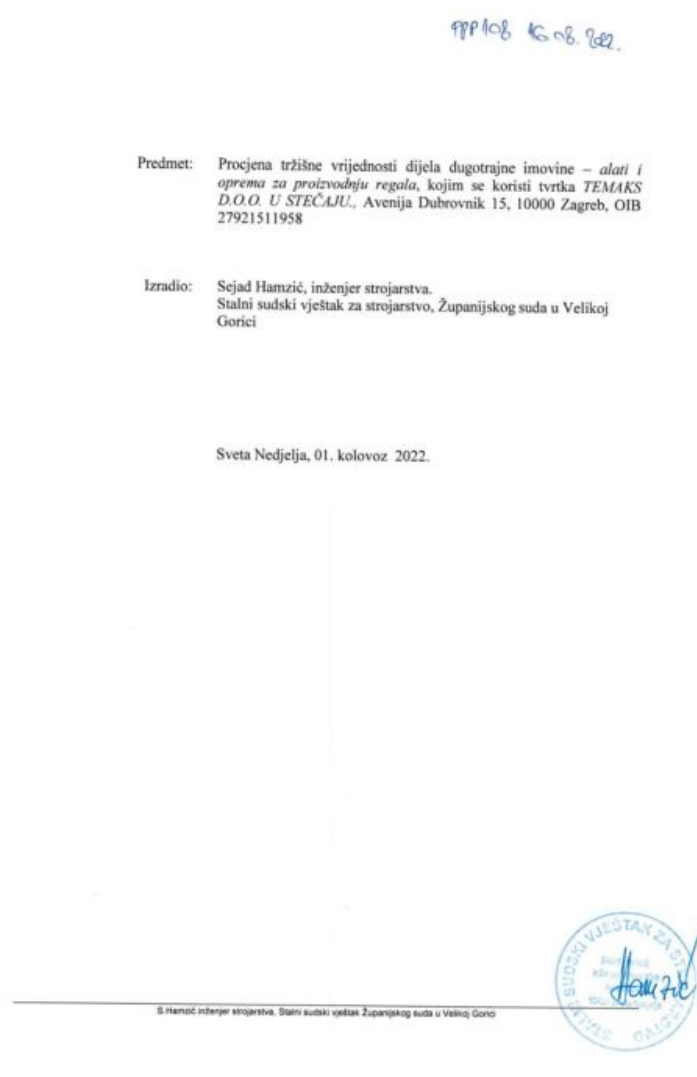 PPP108 16.08.2022.
Predmet: Procjena tržišne vrijednosti dijela dugotrajne imovine – alati i
oprema za proizvodnju regala, kojim se koristi tvrtka TEMAKS
D.O.O. U STEČAJU., Avenija Dubrovnik 15, 10000 Zagreb, OIB
27921511958
Izradio: Sejad Hamzić, inženjer strojarstva.
Stalni sudski vještak za strojarstvo, Županijskog suda u Velikoj
Gorici
Sveta Nedjelja, 01. kolovoz 2022.
SUDSKI VJEŠTAK ZA
Hamzić
S.Hamzić inženjer strojarstva, Stalni sudski vještak Županijskog suda u Velikoj Gorici